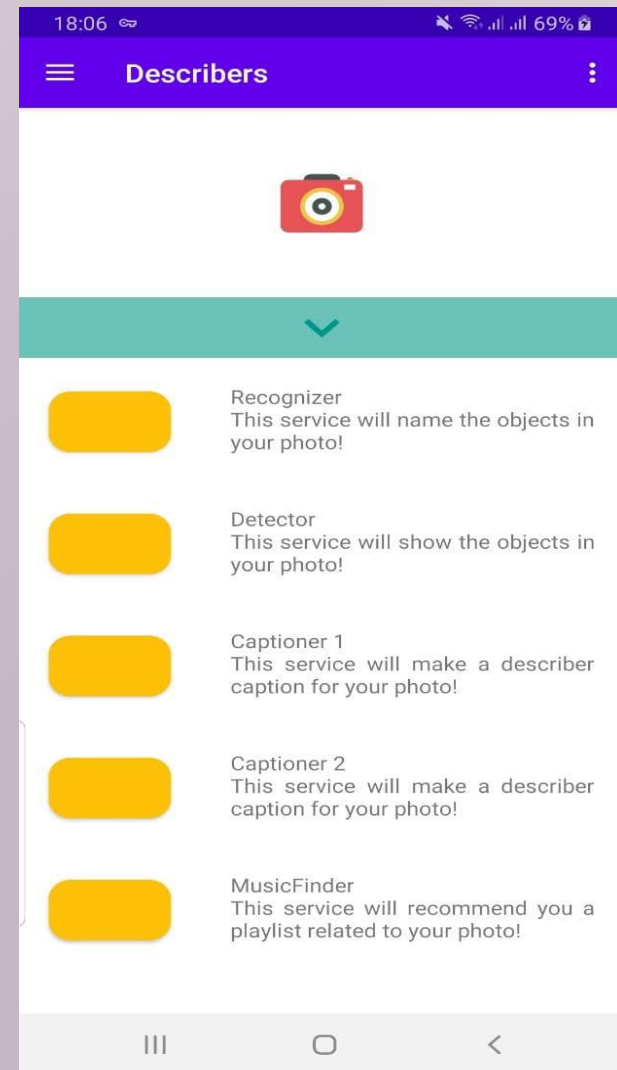 18:06 69%
Describers
Recognizer
This service will name the objects in
your photo!
Detector
This service will show the objects in
your photo!
Captioner 1
This service will make a describer
caption for your photo!
Captioner 2
This service will make a describer
caption for your photo!
MusicFinder
This service will recommend you a
playlist related to your photo!